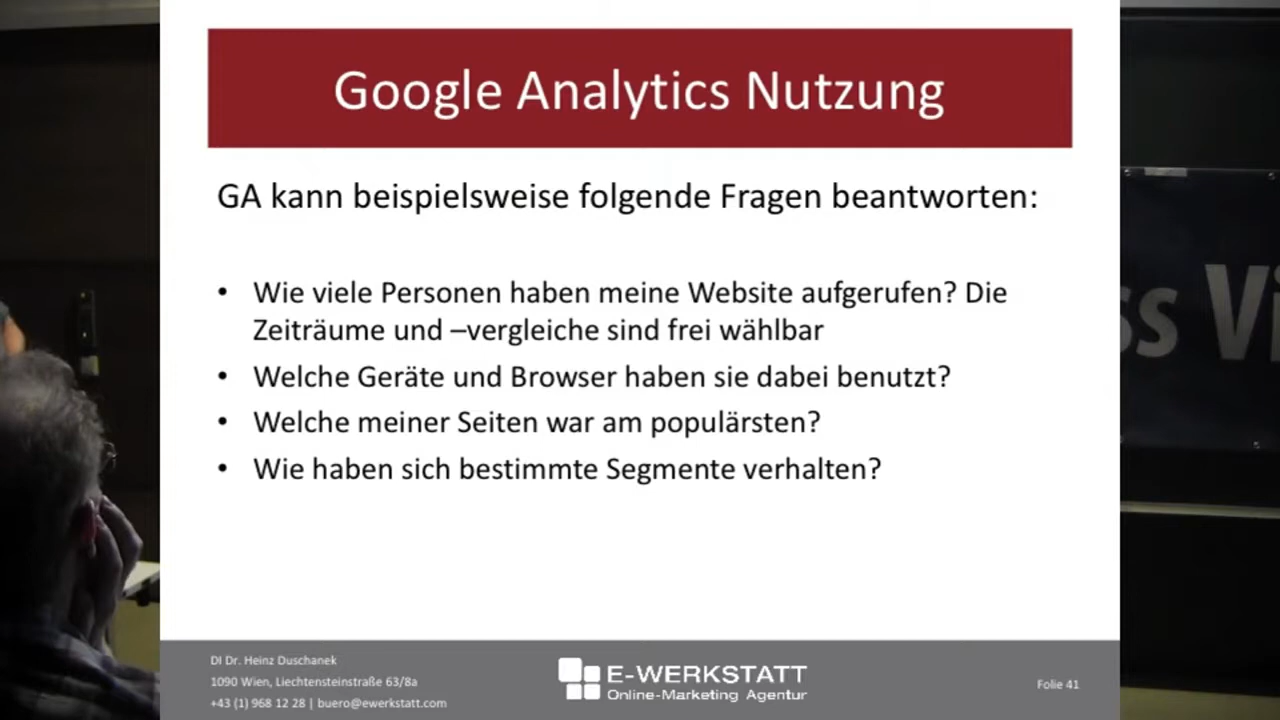 Google Analytics Nutzung
GA kann beispielsweise folgende Fragen beantworten:
• Wie viele Personen haben meine Website aufgerufen? Die
Zeiträume und –vergleiche sind frei wählbar
• Welche Geräte und Browser haben sie dabei benutzt?
• Welche meiner Seiten war am populärsten?
• Wie haben sich bestimmte Segmente verhalten?
DI Dr. Heinz Duschanek
1090 Wien, Liechtensteinstraße 63/8a
+43 (1) 968 12 28 | buero@ewerkstatt.com
E-WERKSTATT
Online-Marketing Agentur
Folie 41